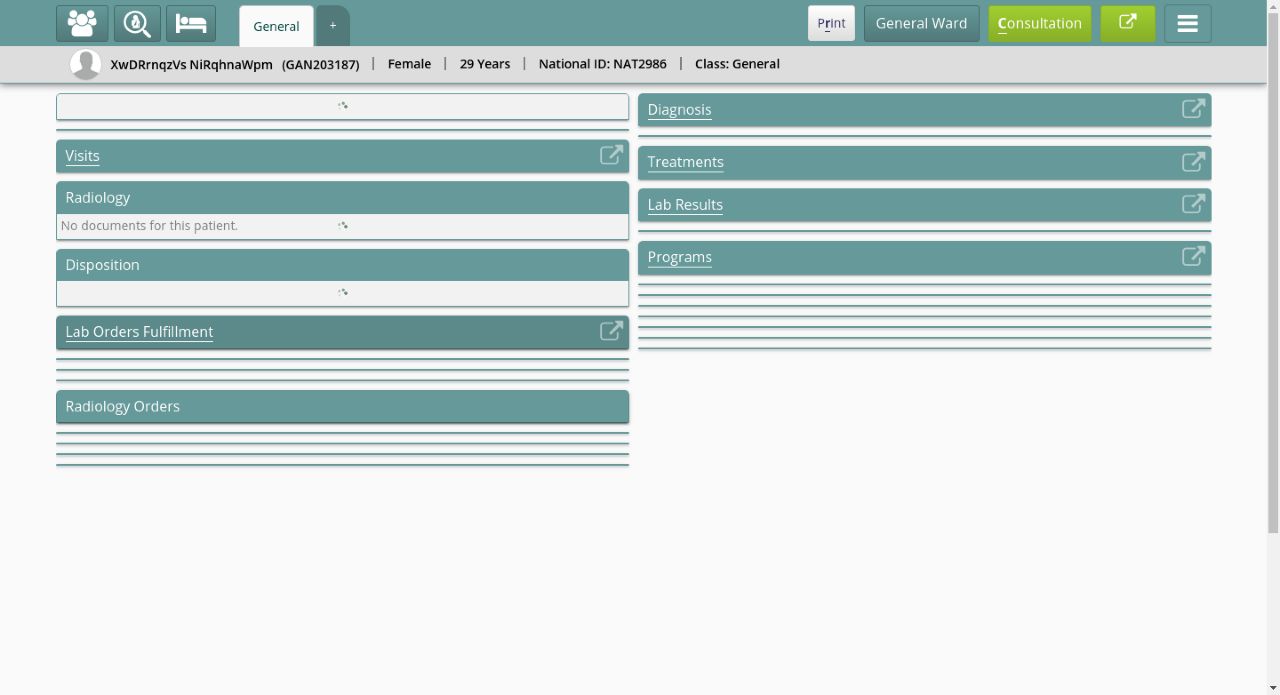 General
+
Print
General Ward
Consultation
XwDRrnqzVs NiRqhnaWpm (GAN203187) | Female | 29 Years | National ID: NAT2986 | Class: General
Visits
Radiology
No documents for this patient.
Disposition
Lab Orders Fulfillment
Radiology Orders
Diagnosis
Treatments
Lab Results
Programs